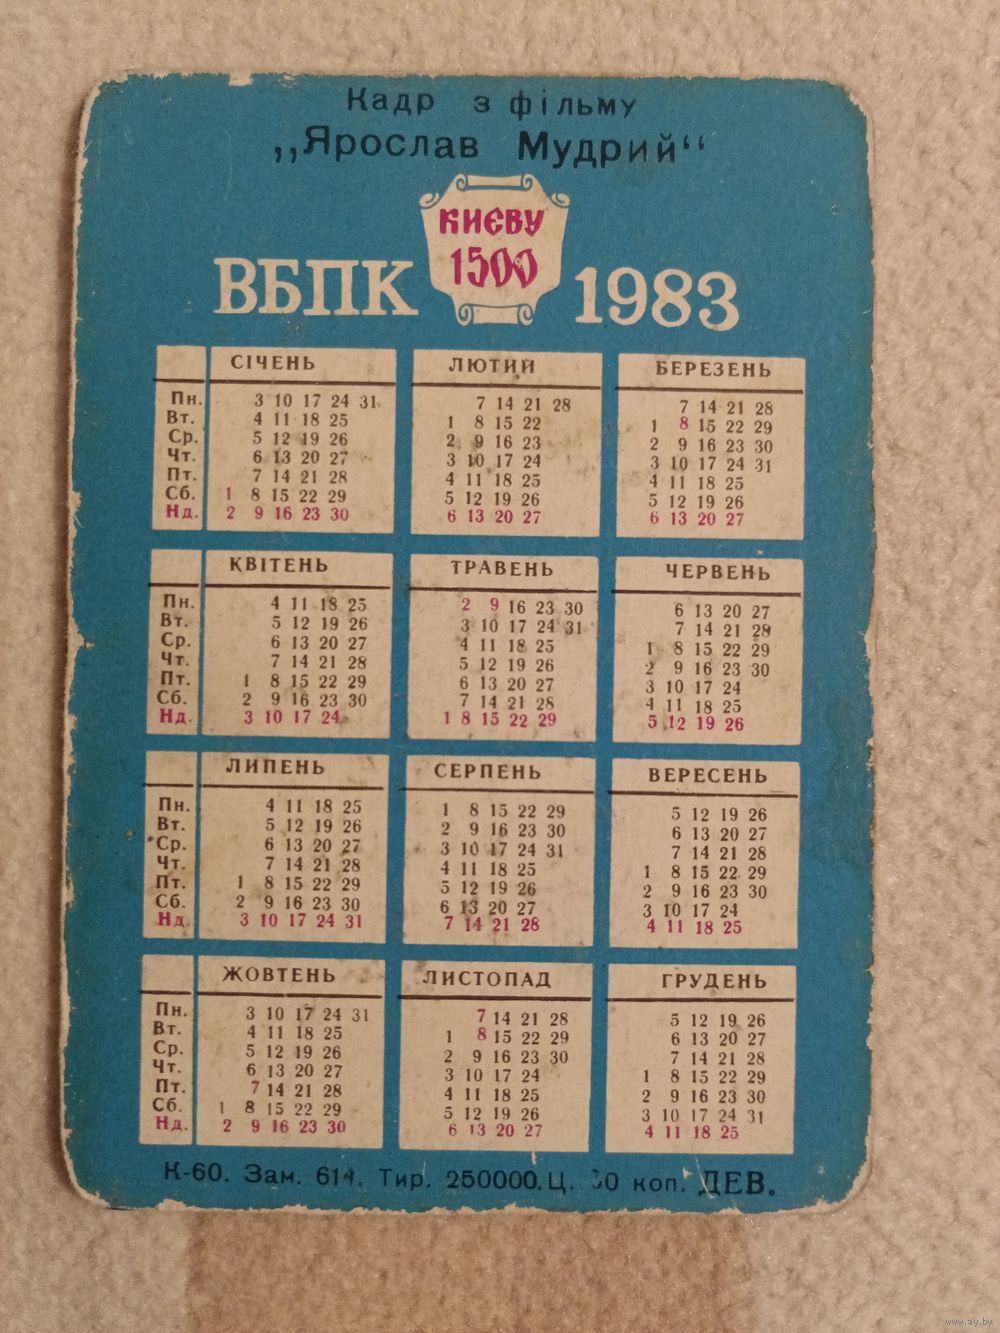 Кадр з фільму
,,Ярослав Мудрий“
КИЄВУ
1500
ВБПК 1983
СІЧЕНЬ ЛЮТИЙ БЕРЕЗЕНЬ
Пн. 3 10 17 24 31 7 14 21 28 7 14 21 28
Вт. 4 11 18 25 1 8 15 22 1 8 15 22 29
Ср. 5 12 19 26 2 9 16 23 2 9 16 23 30
Чт. 6 13 20 27 3 10 17 24 3 10 17 24 31
Пт. 7 14 21 28 4 11 18 25 4 11 18 25
Сб. 1 8 15 22 29 5 12 19 26 5 12 19 26
Нд. 2 9 16 23 30 6 13 20 27 6 13 20 27
КВІТЕНЬ ТРАВЕНЬ ЧЕРВЕНЬ
Пн. 4 11 18 25 2 9 16 23 30 6 13 20 27
Вт. 5 12 19 26 3 10 17 24 31 7 14 21 28
Ср. 6 13 20 27 4 11 18 25 1 8 15 22 29
Чт. 7 14 21 28 5 12 19 26 2 9 16 23 30
Пт. 1 8 15 22 29 6 13 20 27 3 10 17 24
Сб. 2 9 16 23 30 7 14 21 28 4 11 18 25
Нд. 3 10 17 24 1 8 15 22 29 5 12 19 26
ЛИПЕНЬ СЕРПЕНЬ ВЕРЕСЕНЬ
Пн. 4 11 18 25 1 8 15 22 29 5 12 19 26
Вт. 5 12 19 26 2 9 16 23 30 6 13 20 27
Ср. 6 13 20 27 3 10 17 24 31 7 14 21 28
Чт. 7 14 21 28 4 11 18 25 1 8 15 22 29
Пт. 1 8 15 22 29 5 12 19 26 2 9 16 23 30
Сб. 2 9 16 23 30 6 13 20 27 3 10 17 24
Нд. 3 10 17 24 31 7 14 21 28 4 11 18 25
ЖОВТЕНЬ ЛИСТОПАД ГРУДЕНЬ
Пн. 3 10 17 24 31 7 14 21 28 5 12 19 26
Вт. 4 11 18 25 1 8 15 22 29 6 13 20 27
Ср. 5 12 19 26 2 9 16 23 30 7 14 21 28
Чт. 6 13 20 27 3 10 17 24 1 8 15 22 29
Пт. 7 14 21 28 4 11 18 25 2 9 16 23 30
Сб. 1 8 15 22 29 5 12 19 26 3 10 17 24 31
Нд. 2 9 16 23 30 6 13 20 27 4 11 18 25
К-60. Зам. 614. Тир. 250000. Ц. коп. ДЕВ.
www.ay.by